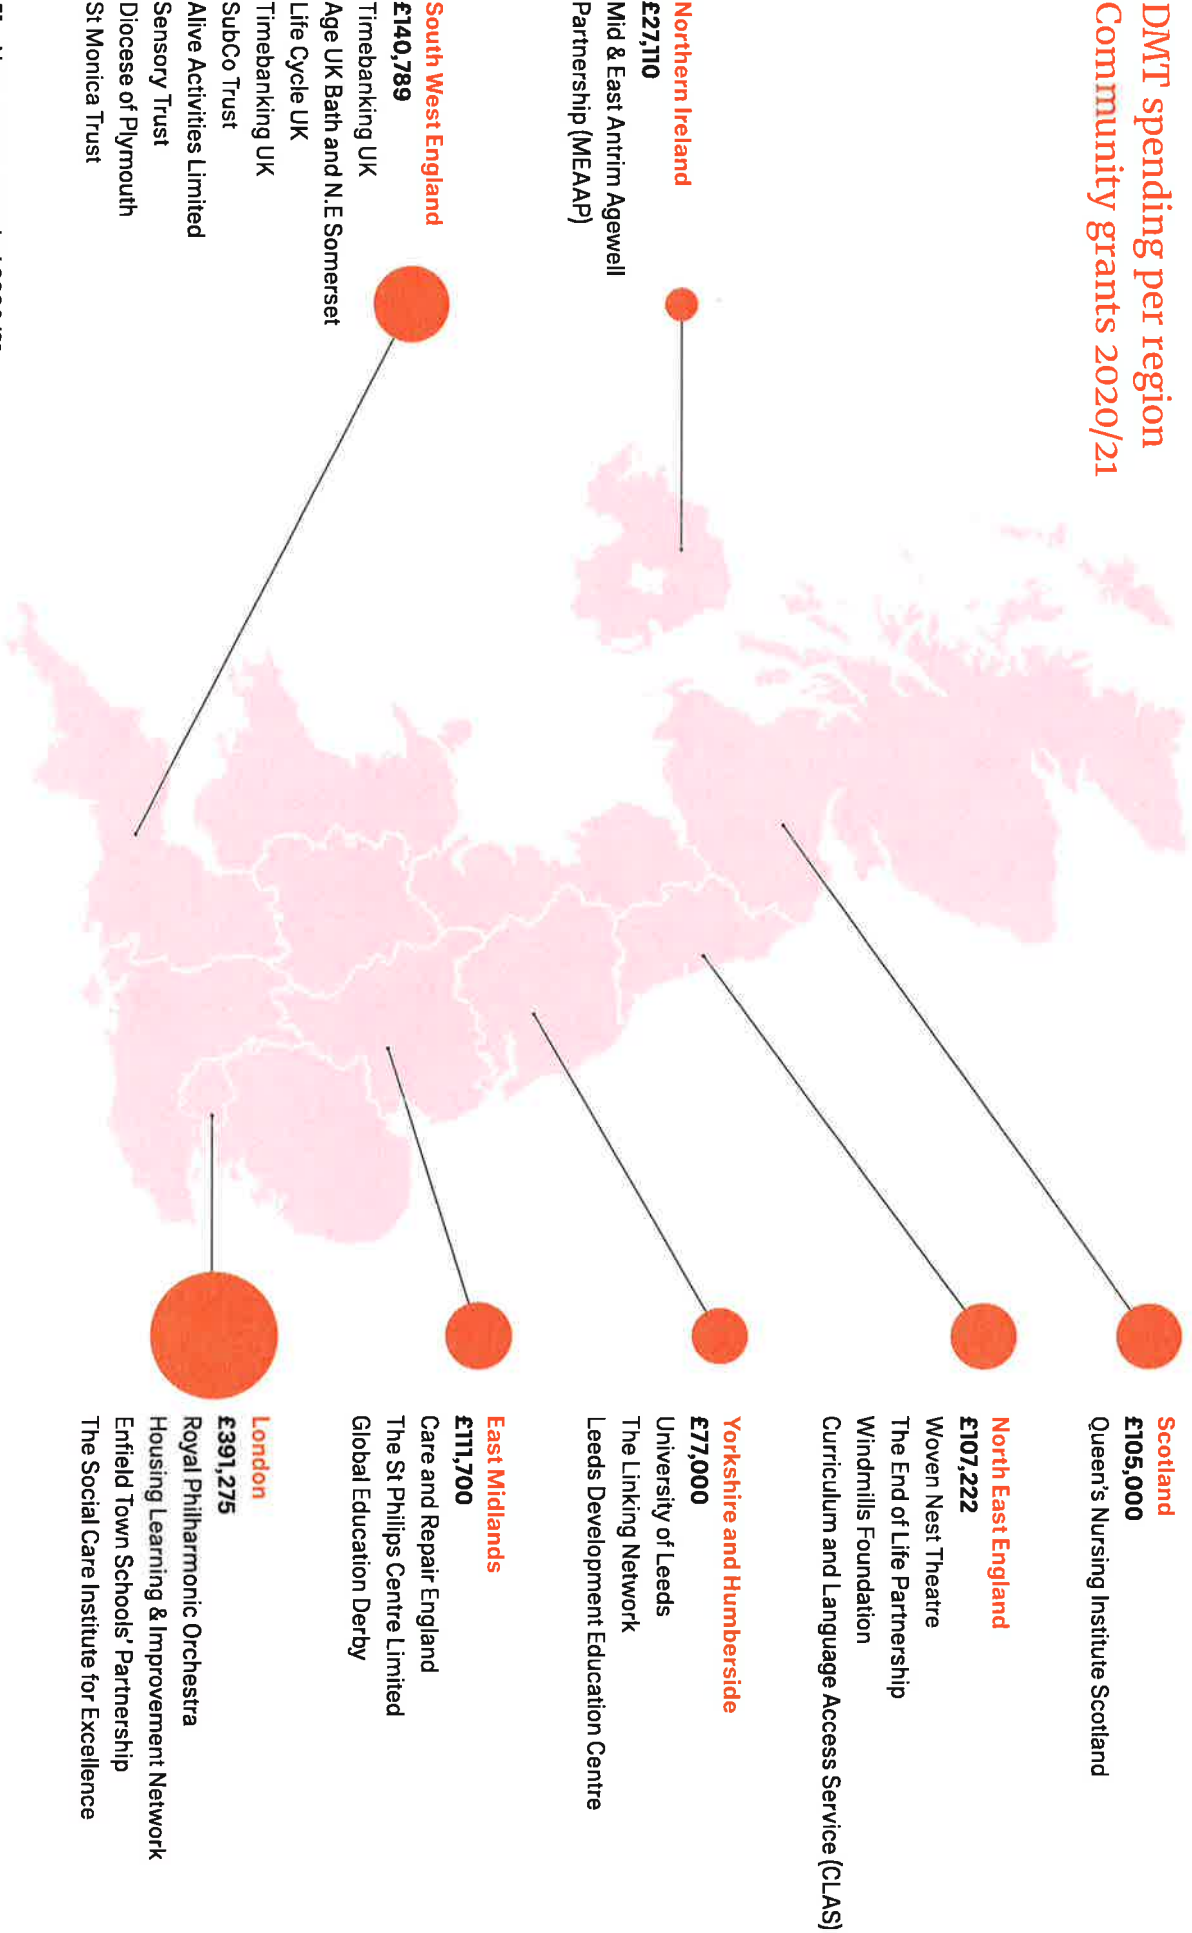 DMT spending per region
Community grants 2020/21
Northern Ireland
£27,110
Mid & East Antrim Agewell
Partnership (MEAAP)
South West England
£140,789
Timebanking UK
Age UK Bath and N.E Somerset
Life Cycle UK
Timebanking UK
SubCo Trust
Alive Activities Limited
Sensory Trust
Diocese of Plymouth
St Monica Trust
Scotland
£105,000
Queen's Nursing Institute Scotland
North East England
£107,222
Woven Nest Theatre
The End of Life Partnership
Windmills Foundation
Curriculum and Language Access Service (CLAS)
Yorkshire and Humberside
£77,000
University of Leeds
The Linking Network
Leeds Development Education Centre
East Midlands
£111,700
Care and Repair England
The St Philips Centre Limited
Global Education Derby
London
£391,275
Royal Philharmonic Orchestra
Housing Learning & Improvement Network
Enfield Town Schools' Partnership
The Social Care Institute for Excellence